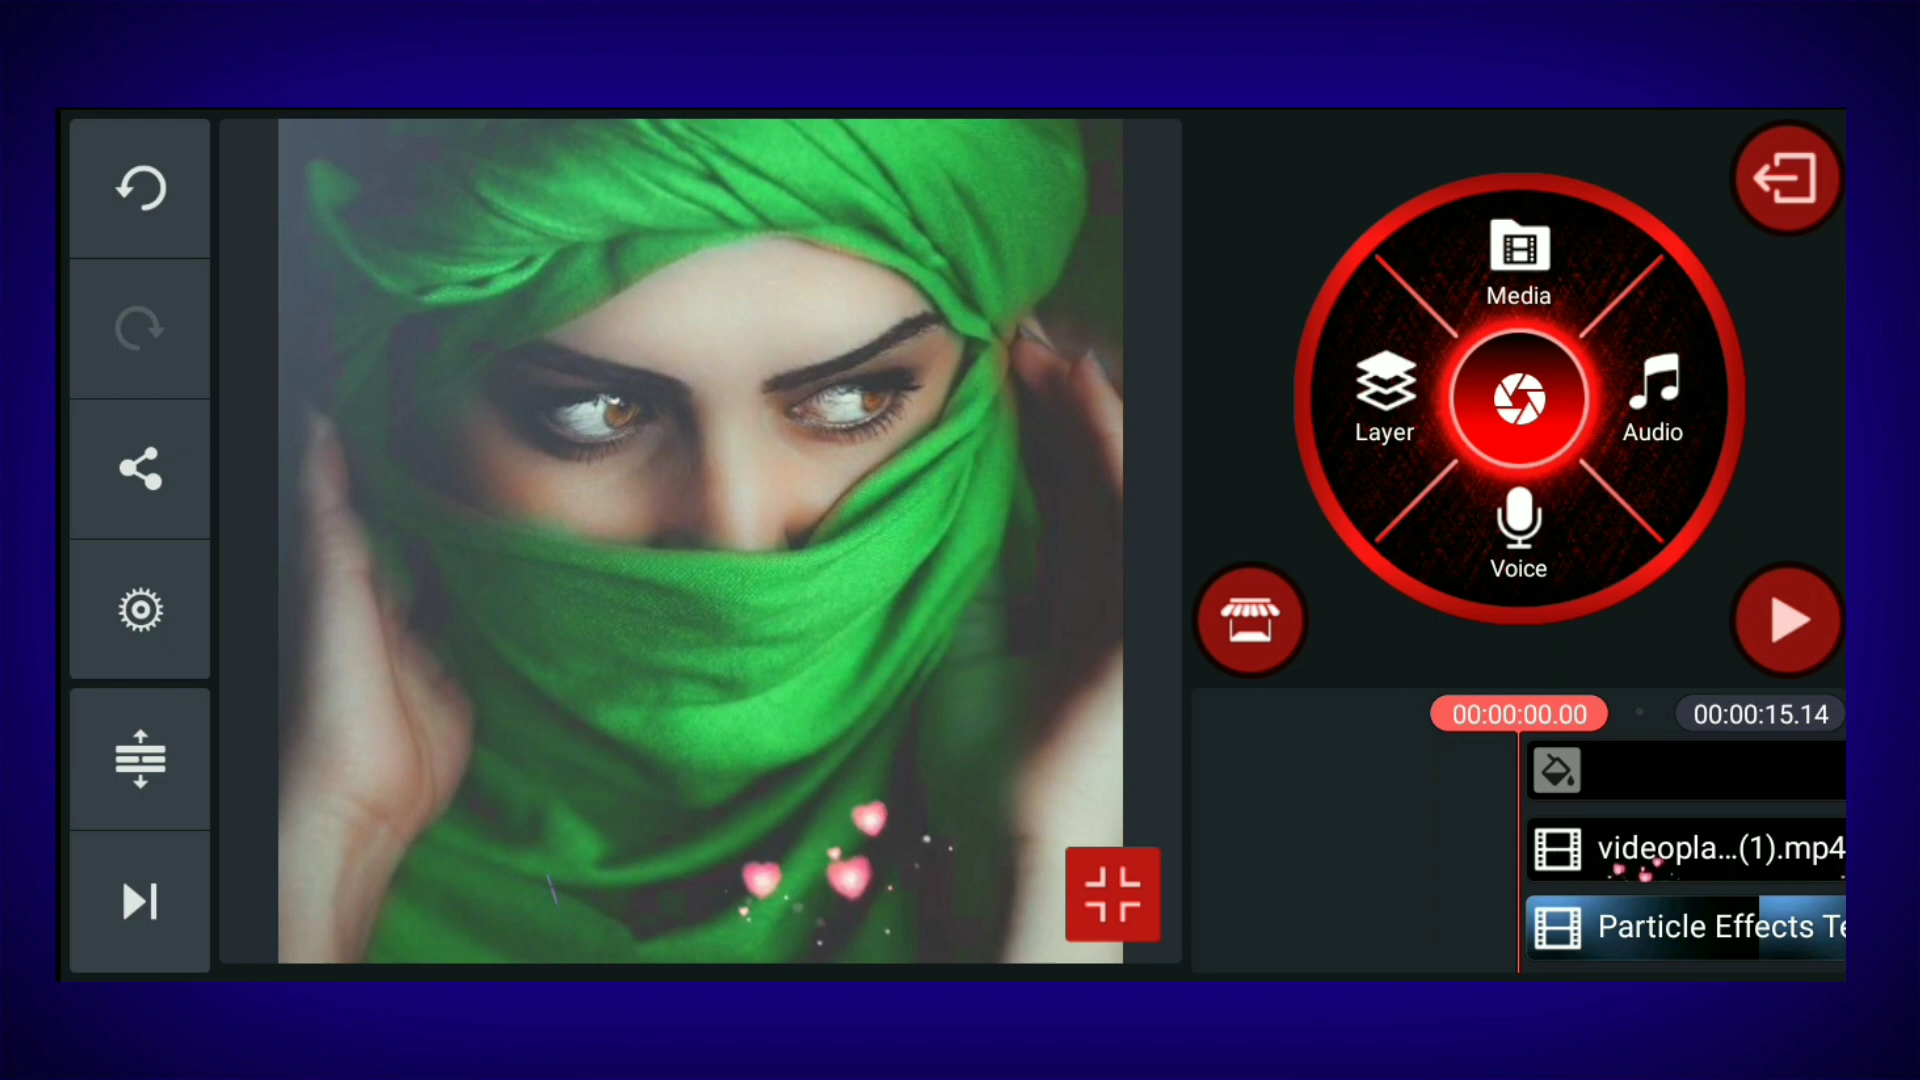 Media
Layer
Audio
Voice
00:00:00.00
00:00:15.14
videopla...(1).mp4
Particle Effects Te